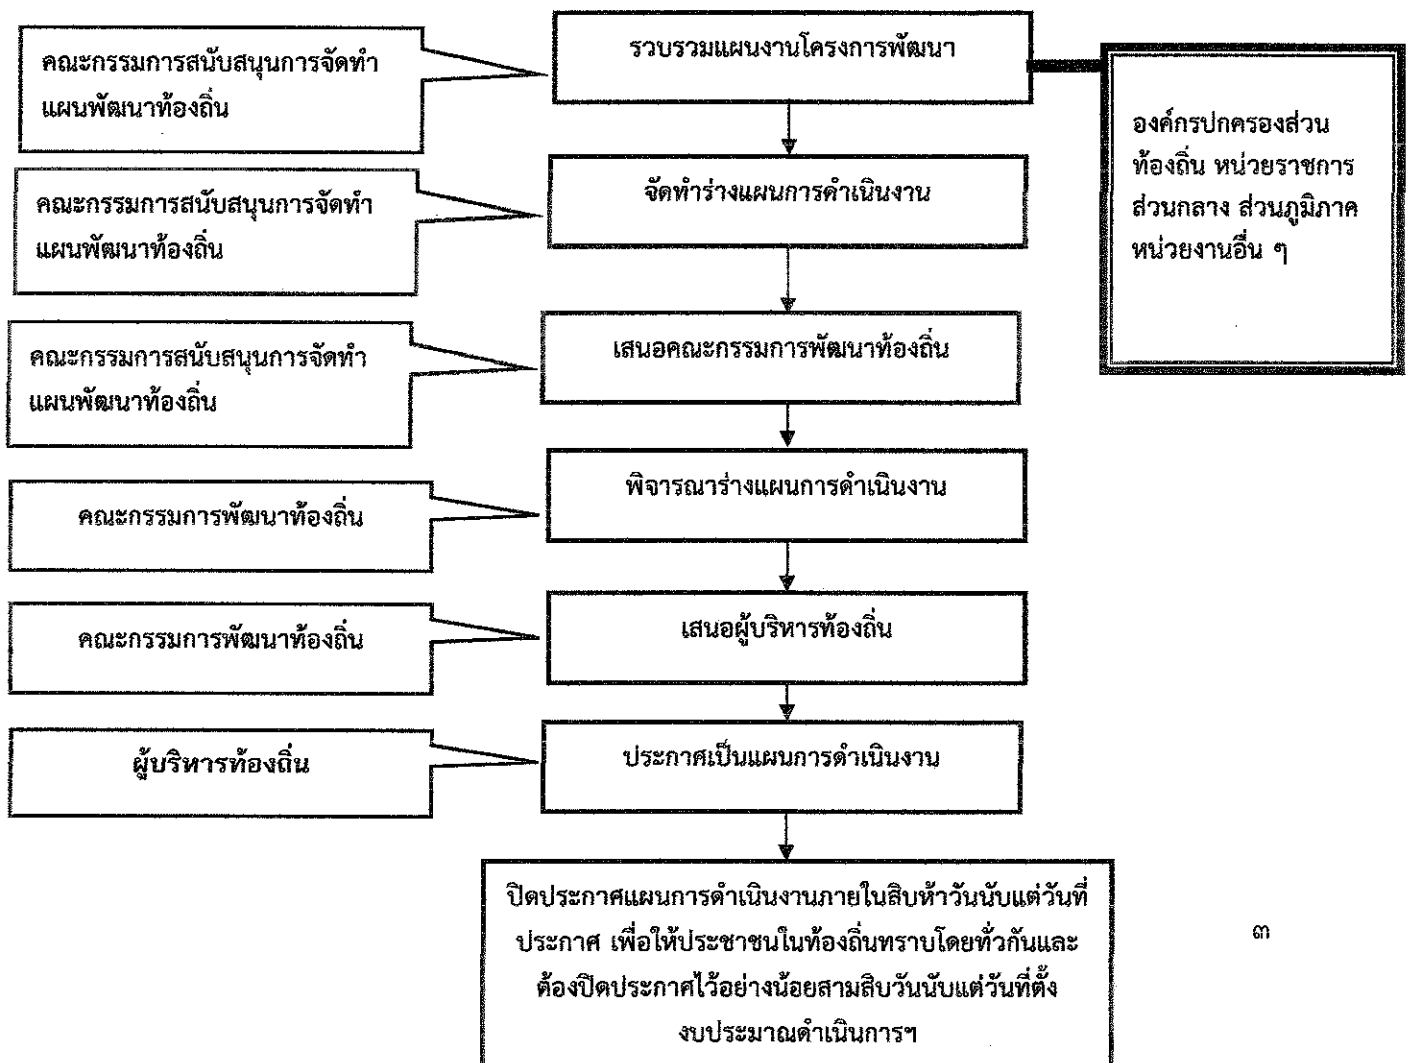 รวบรวมแผนงานโครงการพัฒนา
คณะกรรมการสนับสนุนการจัดทำ
แผนพัฒนาท้องถิ่น
องค์กรปกครองส่วน
ท้องถิ่น หน่วยราชการ
ส่วนกลาง ส่วนภูมิภาค
หน่วยงานอื่น ๆ
จัดทำร่างแผนการดำเนินงาน
คณะกรรมการสนับสนุนการจัดทำ
แผนพัฒนาท้องถิ่น
เสนอคณะกรรมการพัฒนาท้องถิ่น
คณะกรรมการสนับสนุนการจัดทำ
แผนพัฒนาท้องถิ่น
พิจารณาร่างแผนการดำเนินงาน
คณะกรรมการพัฒนาท้องถิ่น
เสนอผู้บริหารท้องถิ่น
คณะกรรมการพัฒนาท้องถิ่น
ประกาศเป็นแผนการดำเนินงาน
ผู้บริหารท้องถิ่น
ปิดประกาศแผนการดำเนินงานภายในสิบห้าวันนับแต่วันที่
ประกาศ เพื่อให้ประชาชนในท้องถิ่นทราบโดยทั่วกันและ
ต้องปิดประกาศไว้อย่างน้อยสามสิบวันนับแต่วันที่ตั้ง
งบประมาณดำเนินการฯ
๓